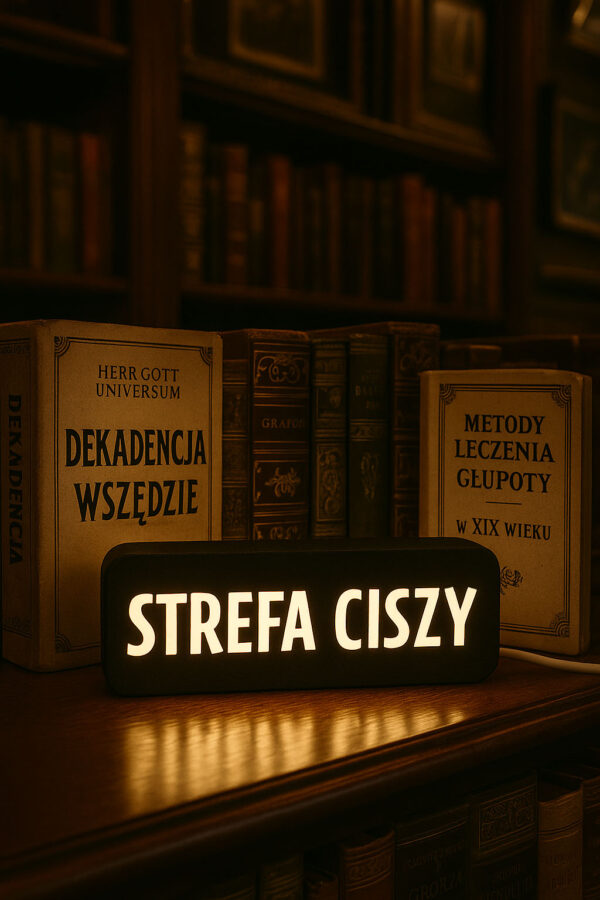 HERR GOTT
UNIVERSUM
DEKADENCJA
WSZĘDZIE
DEKADENCJA
METODY
LECZENIA
GŁUPOTY
W XIX WIEKU
STREFA CISZY